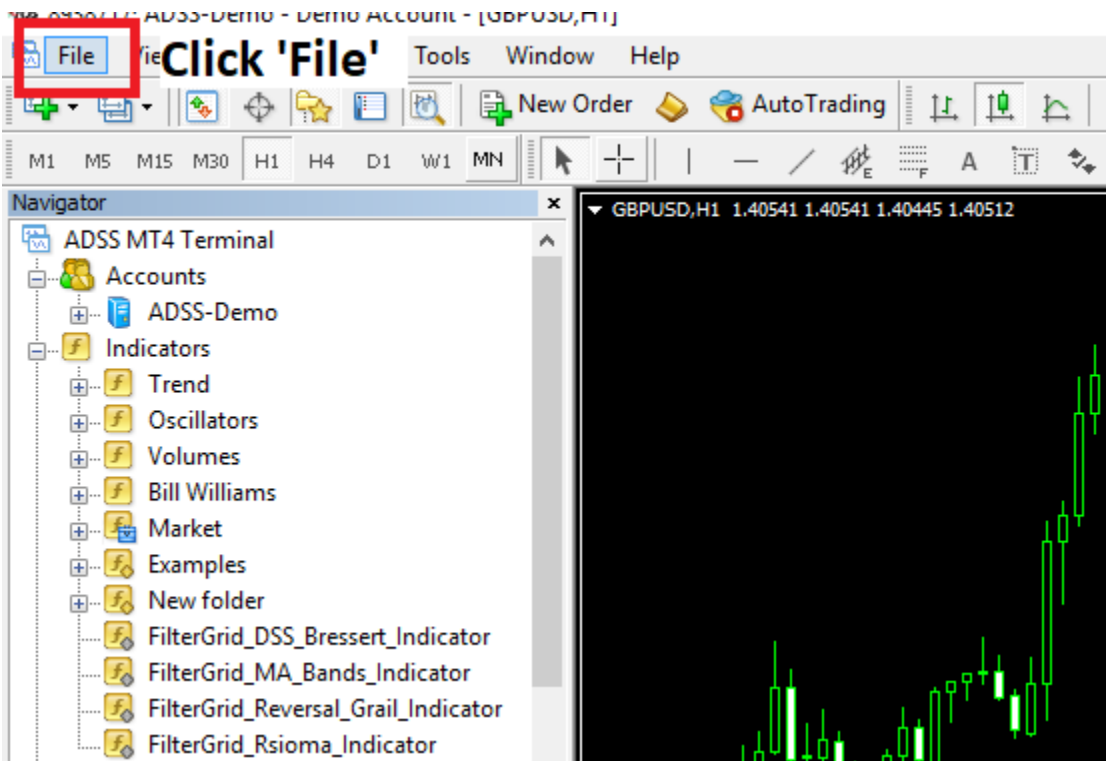 8958717: ADSS-Demo - Demo Account - [GBPUSD,H1]
File Click 'File' Tools Window Help
New Order AutoTrading
M1 M5 M15 M30 H1 H4 D1 W1 MN E F A T
Navigator
GBPUSD,H1 1.40541 1.40541 1.40445 1.40512
ADSS MT4 Terminal
Accounts
ADSS-Demo
Indicators
Trend
Oscillators
Volumes
Bill Williams
Market
Examples
New folder
FilterGrid_DSS_Bressert_Indicator
FilterGrid_MA_Bands_Indicator
FilterGrid_Reversal_Grail_Indicator
FilterGrid_Rsioma_Indicator